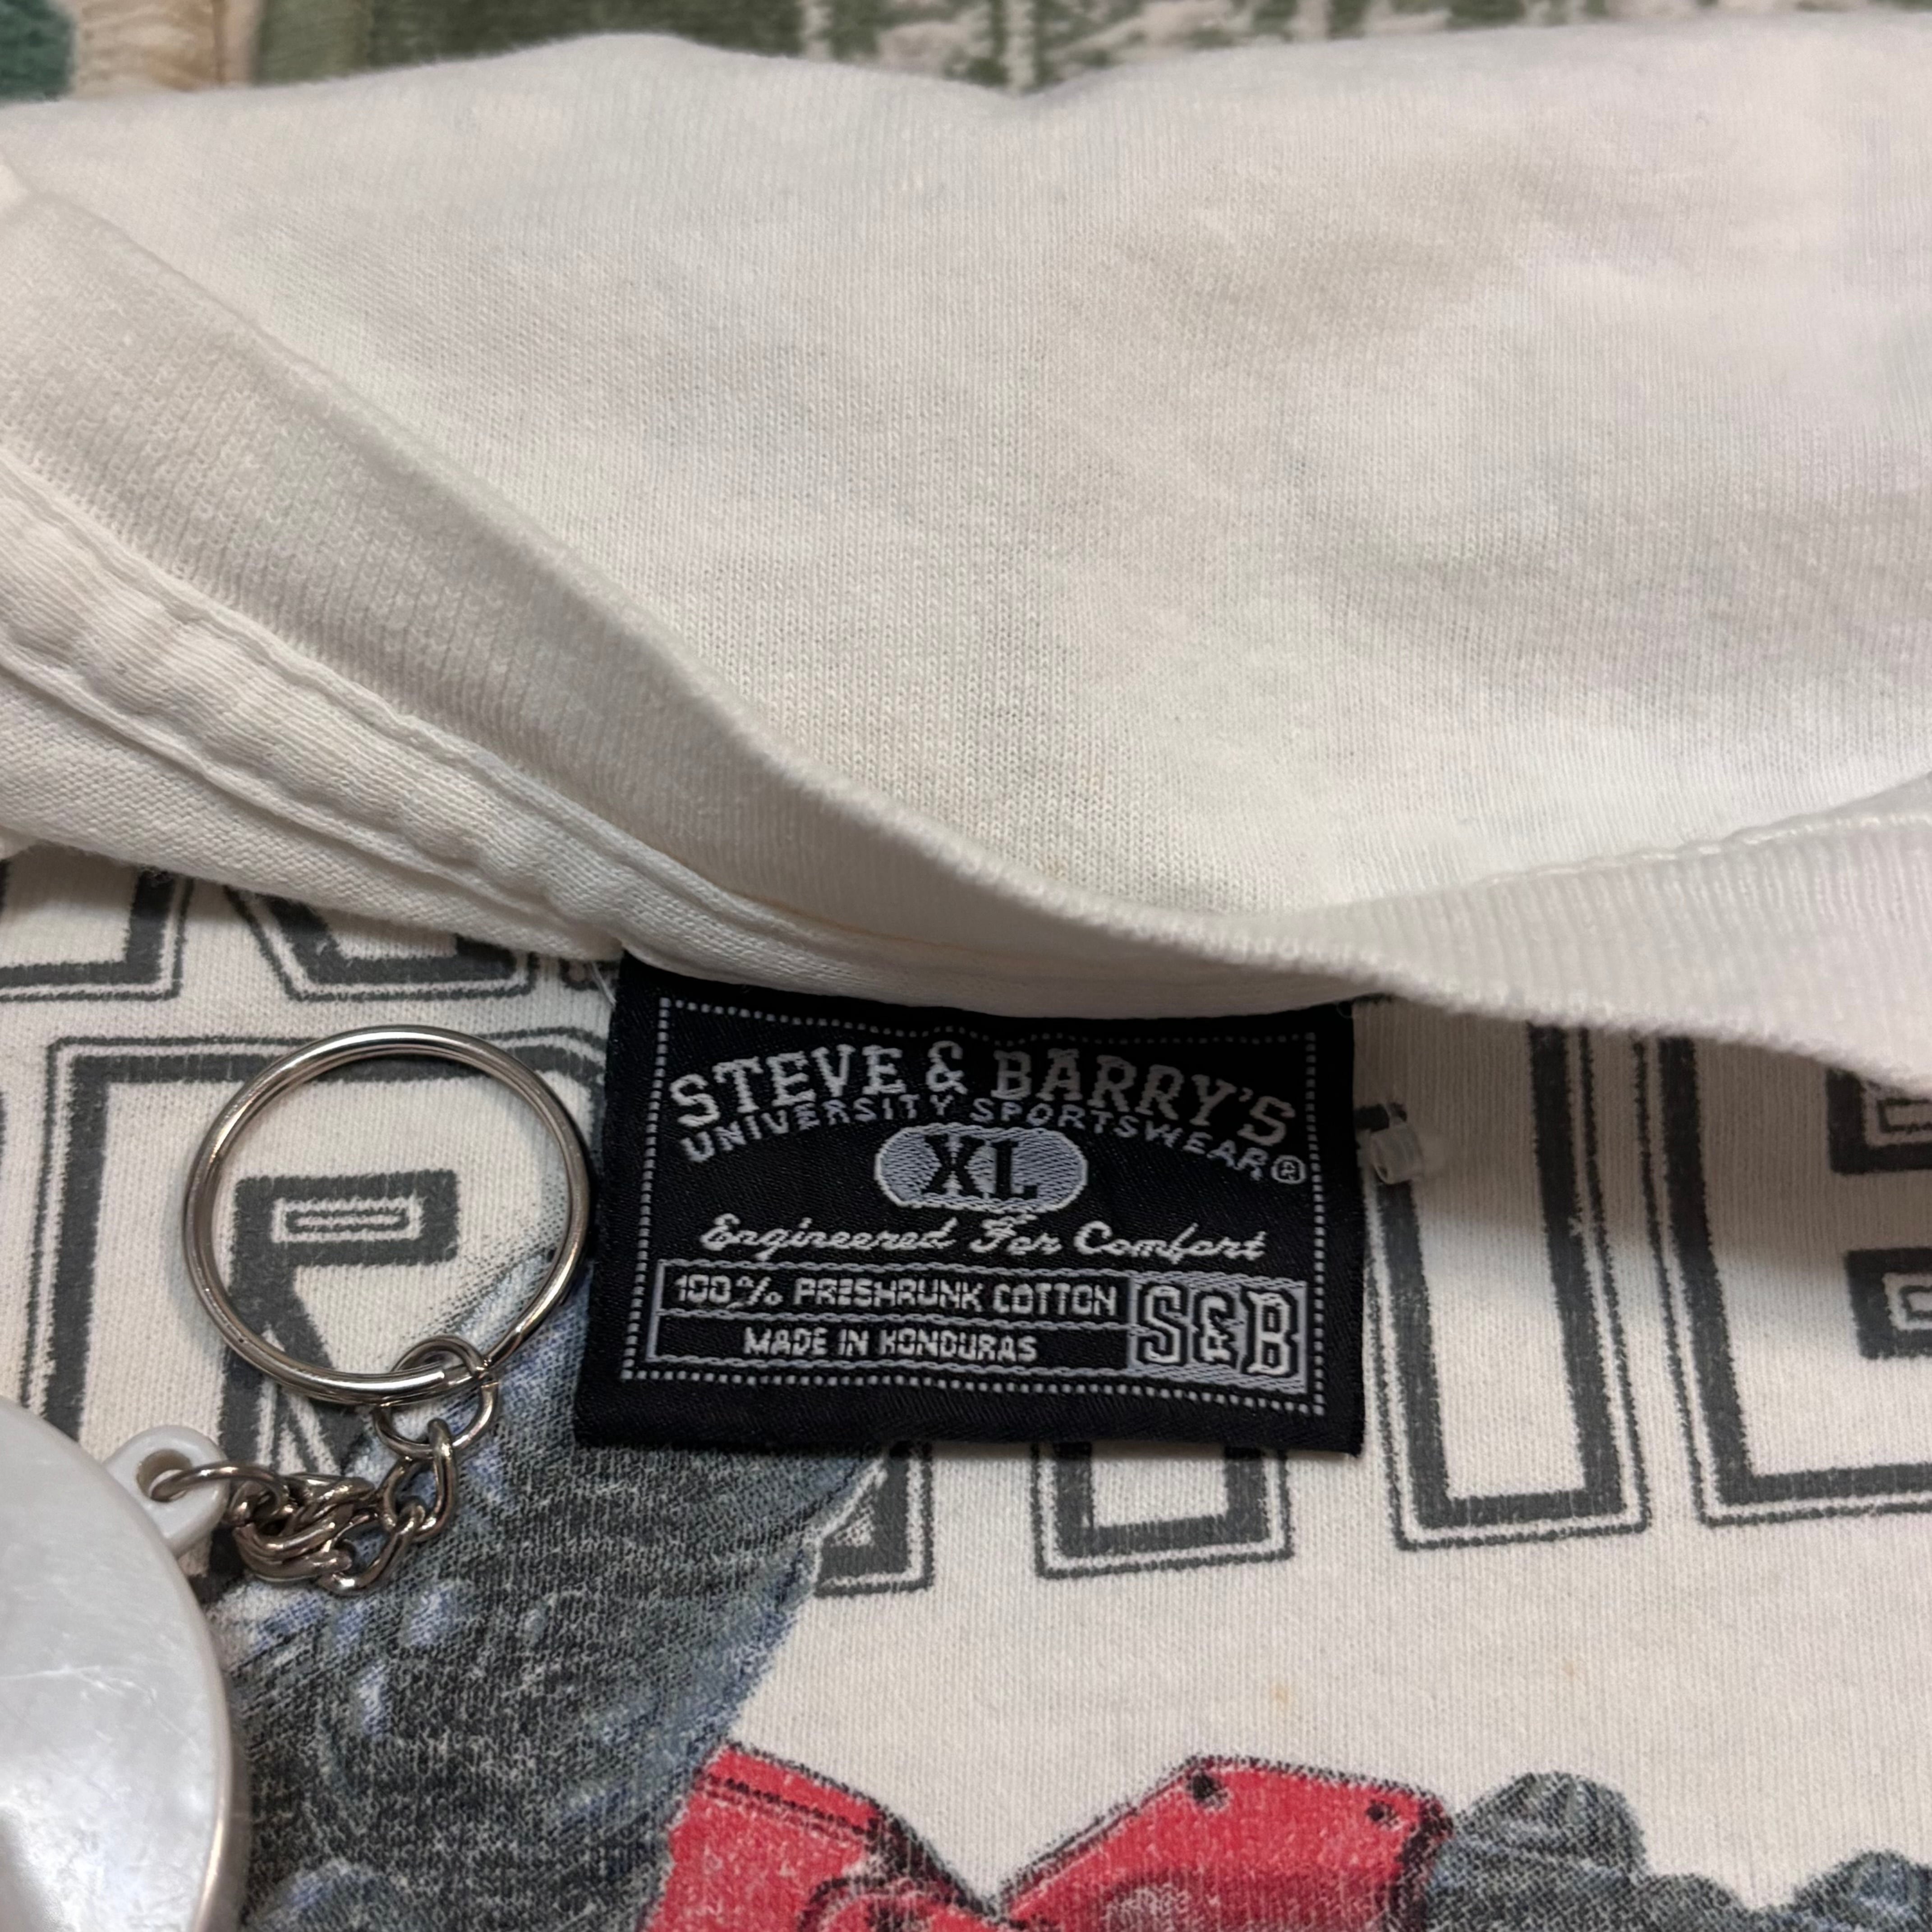 STEVE & BARRY'S
UNIVERSITY SPORTSWEAR®
XL
Engineered For Comfort
100% PRESHRUNK COTTON
MADE IN HONDURAS
S&B